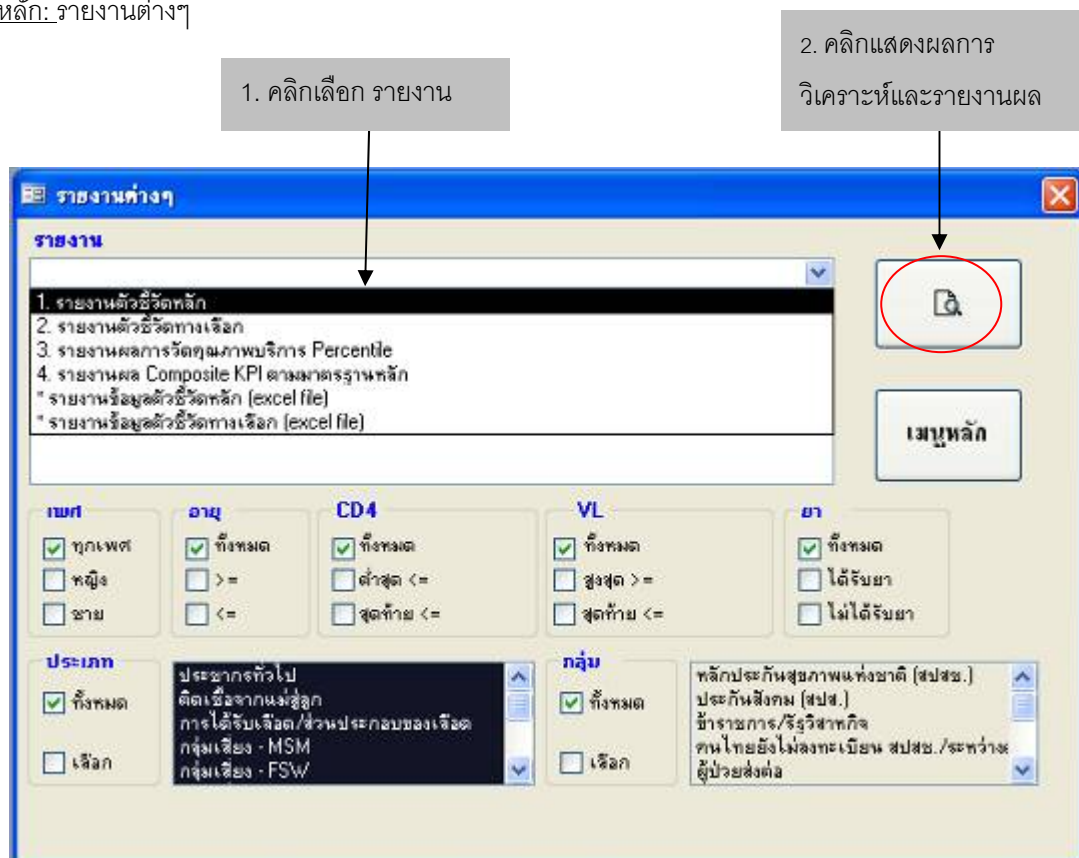 หลัก: รายงานต่างๆ
1. คลิกเลือก รายงาน
2. คลิกแสดงผลการ
วิเคราะห์และรายงานผล
รายงานต่างๆ
รายงาน
1. รายงานตัวชี้วัดหลัก
2. รายงานตัวชี้วัดทางเลือก
3. รายงานผลการวัดคุณภาพบริการ Percentile
4. รายงานผล Composite KPI ตามมาตรฐานหลัก
* รายงานข้อมูลตัวชี้วัดหลัก (excel file)
* รายงานข้อมูลตัวชี้วัดทางเลือก (excel file)
เมนูหลัก
เพศ
ทุกเพศ
หญิง
ชาย
อายุ
ทั้งหมด
>=
<=
CD4
ทั้งหมด
ต่ำสุด <=
สุดท้าย <=
VL
ทั้งหมด
สูงสุด >=
สุดท้าย <=
ยา
ทั้งหมด
ได้รับยา
ไม่ได้รับยา
ประเภท
ทั้งหมด
เลือก
ประชากรทั่วไป
ติดเชื้อจากแม่สู่ลูก
การได้รับเลือด/ส่วนประกอบของเลือด
กลุ่มเสี่ยง - MSM
กลุ่มเสี่ยง - FSW
กลุ่ม
ทั้งหมด
เลือก
หลักประกันสุขภาพแห่งชาติ (สปสช.)
ประกันสังคม (สปส.)
ข้าราชการ/รัฐวิสาหกิจ
คนไทยยังไม่ลงทะเบียน สปสช./ระหว่าง
ผู้ป่วยส่งต่อ